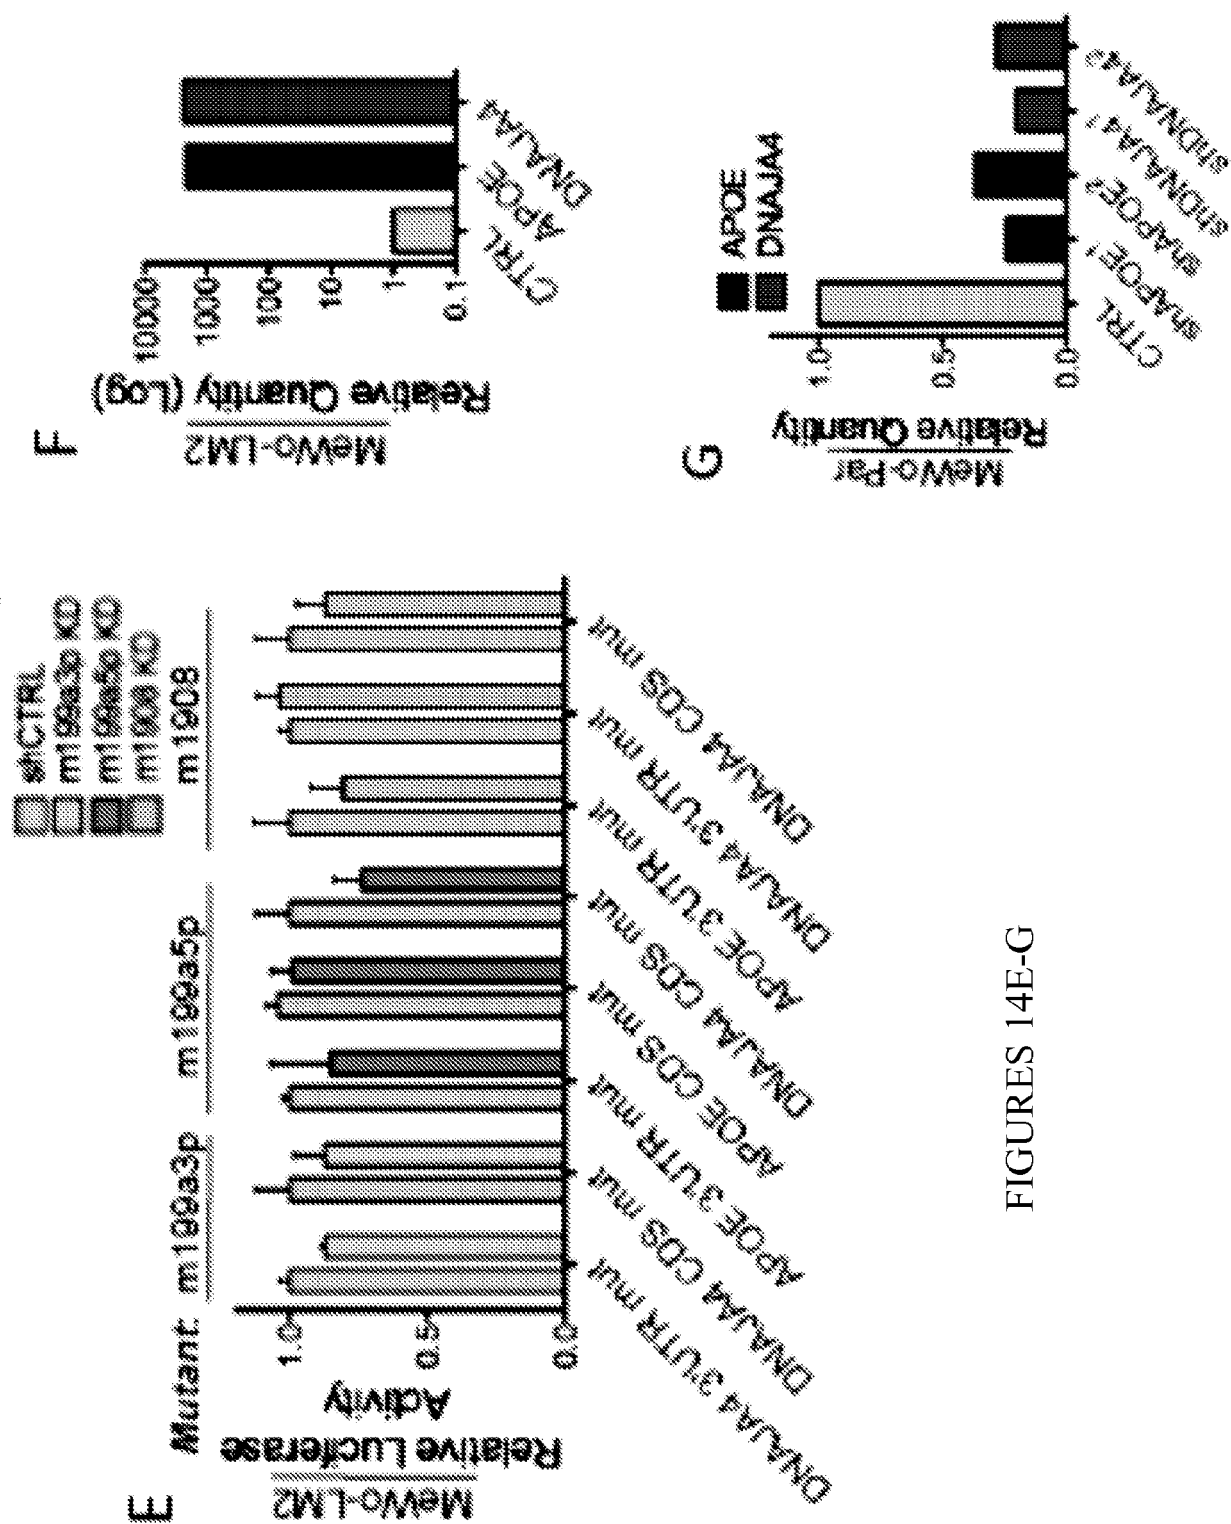 E
MeWo-LM2
Relative Luciferase
Activity
Mutant:
m199a3p
m199a5p
m1908
shCTRL
m199a3p KD
m199a5p KD
m1908 KD
1.0
0.5
0.0
DNAJA4 3'UTR mut
DNAJA4 CDS mut
APOE 3'UTR mut
APOE CDS mut
DNAJA4 CDS mut
APOE 3'UTR mut
DNAJA4 3'UTR mut
DNAJA4 CDS mut
F
MeWo-LM2
Relative Quantity (Log)
10000
1000
100
10
1
0.1
CTRL
APOE
DNAJA4
G
MeWo-Par
Relative Quantity
APOE
DNAJA4
1.0
0.5
0.0
CTRL
shAPOE¹
shAPOE²
shDNAJA4¹
shDNAJA4²
FIGURES 14E-G